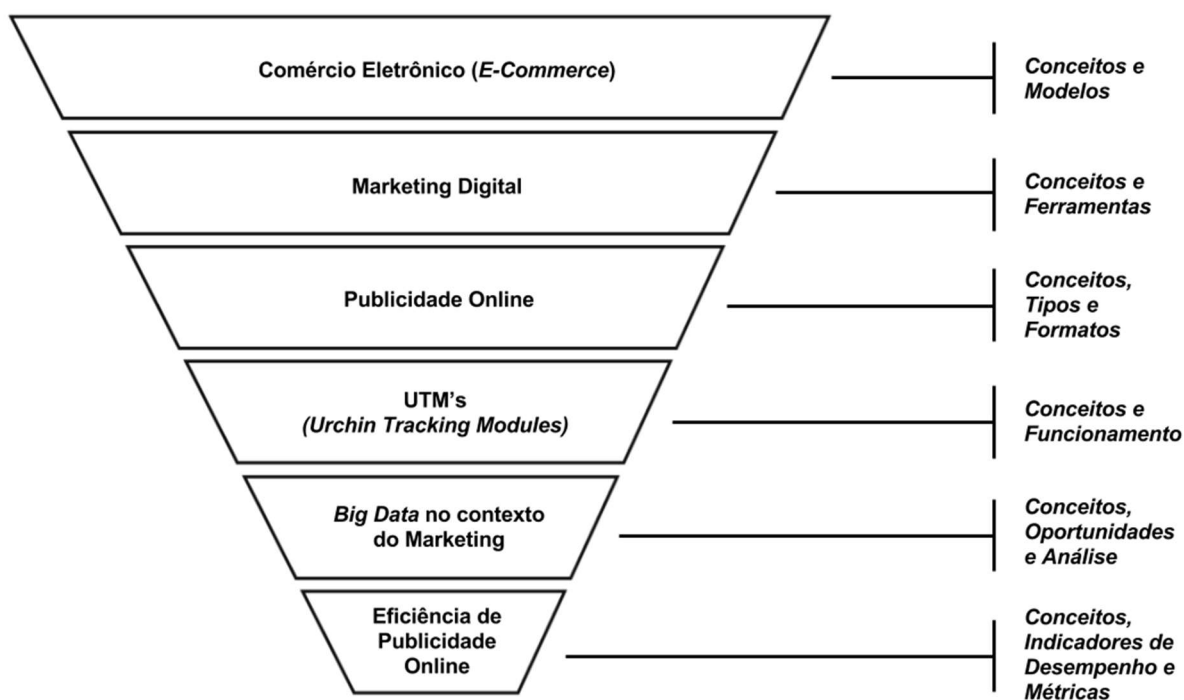 Comércio Eletrônico (E-Commerce)
Conceitos e
Modelos
Marketing Digital
Conceitos e
Ferramentas
Publicidade Online
Conceitos,
Tipos e
Formatos
UTM's
(Urchin Tracking Modules)
Conceitos e
Funcionamento
Big Data no contexto
do Marketing
Conceitos,
Oportunidades
e Análise
Eficiência de
Publicidade
Online
Conceitos,
Indicadores de
Desempenho e
Métricas